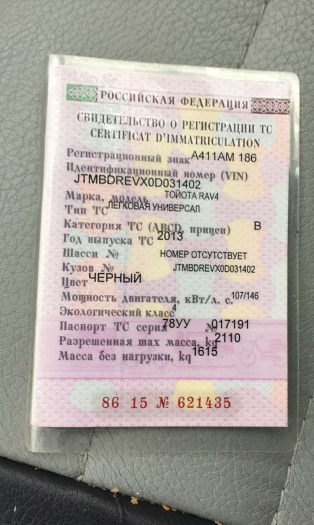 РОССИЙСКАЯ ФЕДЕРАЦИЯ
СВИДЕТЕЛЬСТВО О РЕГИСТРАЦИИ ТС
CERTIFICAT D'IMMATRICULATION
Регистрационный знак А411АМ 186
Идентификационный номер (VIN)
JTMBDREVX0D031402
Марка, модель ТОЙОТА RAV4
Тип ТС ЛЕГКОВАЯ УНИВЕРСАЛ
Категория ТС (ABCD, прицеп) В
Год выпуска ТС 2013
Шасси № НОМЕР ОТСУТСТВУЕТ
Кузов № JTMBDREVX0D031402
Цвет ЧЕРНЫЙ
Мощность двигателя, кВт/л. с. 107/146
Экологический класс 4
Паспорт ТС серия 78УУ № 017191
Разрешенная max масса, kg 2110
Масса без нагрузки, kg 1615
86 15 № 621435